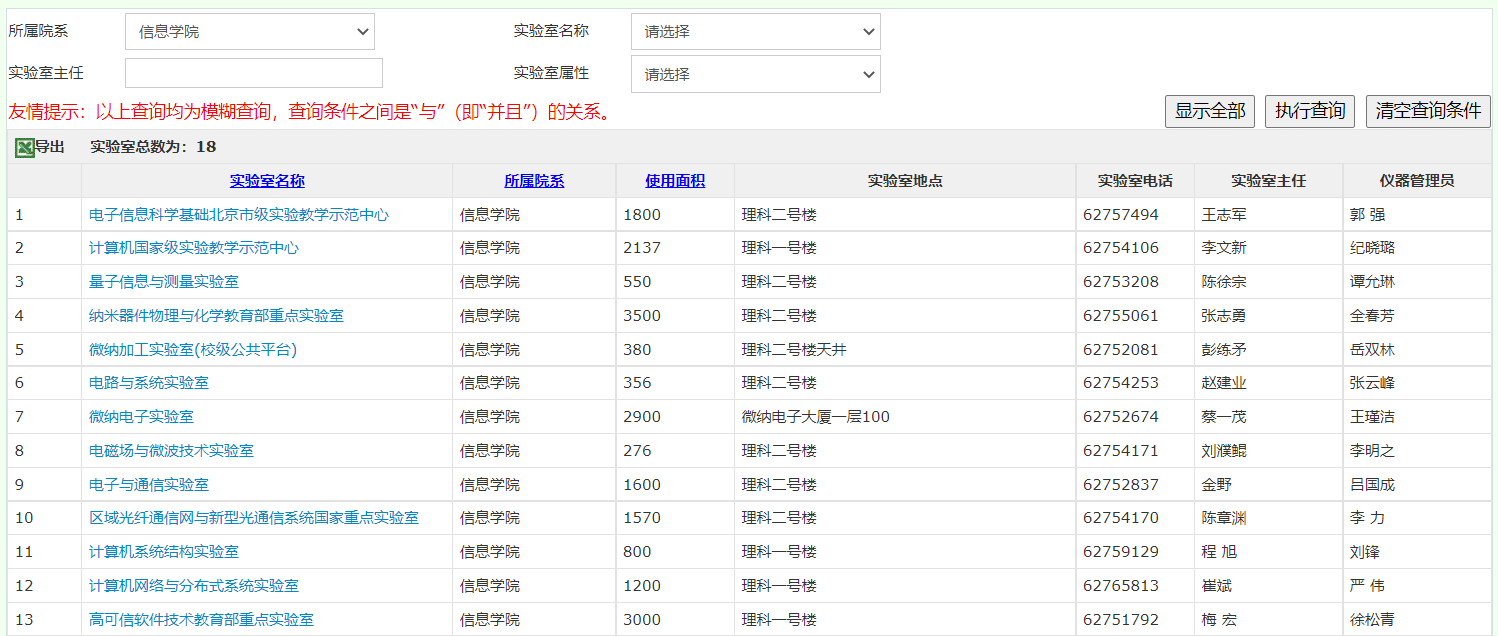 所属院系 信息学院 实验室名称 请选择
实验室主任 实验室属性 请选择
友情提示：以上查询均为模糊查询，查询条件之间是“与”（即“并且”）的关系。 显示全部 执行查询 清空查询条件
导出 实验室总数为：18
实验室名称 所属院系 使用面积 实验室地点 实验室电话 实验室主任 仪器管理员
1 电子信息科学基础北京市级实验教学示范中心 信息学院 1800 理科二号楼 62757494 王志军 郭 强
2 计算机国家级实验教学示范中心 信息学院 2137 理科一号楼 62754106 李文新 纪晓璐
3 量子信息与测量实验室 信息学院 550 理科二号楼 62753208 陈徐宗 谭允琳
4 纳米器件物理与化学教育部重点实验室 信息学院 3500 理科二号楼 62755061 张志勇 全春芳
5 微纳加工实验室(校级公共平台) 信息学院 380 理科二号楼天井 62752081 彭练矛 岳双林
6 电路与系统实验室 信息学院 356 理科二号楼 62754253 赵建业 张云峰
7 微纳电子实验室 信息学院 2900 微纳电子大厦一层100 62752674 蔡一茂 王瑾洁
8 电磁场与微波技术实验室 信息学院 276 理科二号楼 62754171 刘濮鲲 李明之
9 电子与通信实验室 信息学院 1600 理科二号楼 62752837 金野 吕国成
10 区域光纤通信网与新型光通信系统国家重点实验室 信息学院 1570 理科二号楼 62754170 陈章渊 李 力
11 计算机系统结构实验室 信息学院 800 理科一号楼 62759129 程 旭 刘锋
12 计算机网络与分布式系统实验室 信息学院 1200 理科一号楼 62765813 崔斌 严 伟
13 高可信软件技术教育部重点实验室 信息学院 3000 理科一号楼 62751792 梅 宏 徐松青